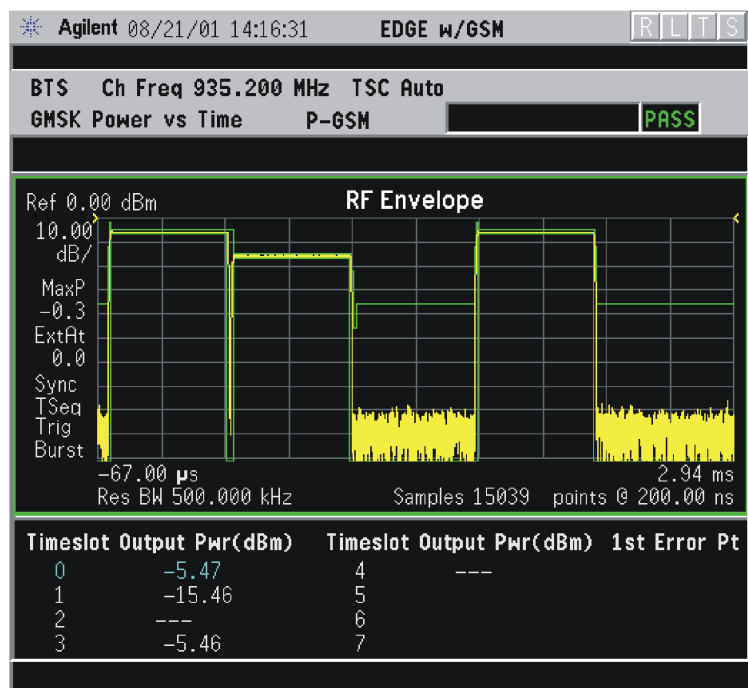 Agilent 08/21/01 14:16:31 EDGE w/GSM R L T S
BTS Ch Freq 935.200 MHz TSC Auto
GMSK Power vs Time P-GSM PASS
Ref 0.00 dBm RF Envelope
10.00
dB/
MaxP
-0.3
ExtAt
0.0
Sync
TSeq
Trig
Burst
-67.00 µs 2.94 ms
Res BW 500.000 kHz Samples 15039 points @ 200.00 ns
Timeslot Output Pwr(dBm) Timeslot Output Pwr(dBm) 1st Error Pt
0 -5.47 4 ---
1 -15.46 5
2 --- 6
3 -5.46 7